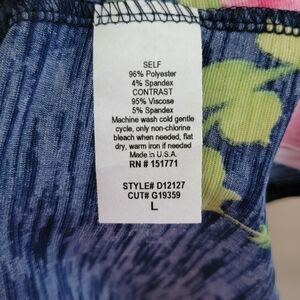 SELF
96% Polyester
4% Spandex
CONTRAST
95% Viscose
5% Spandex
Machine wash cold gentle
cycle, only non-chlorine
bleach when needed, flat
dry, warm iron if needed
Made in U.S.A.
RN # 151771
STYLE# D12127
CUT# G19359
L